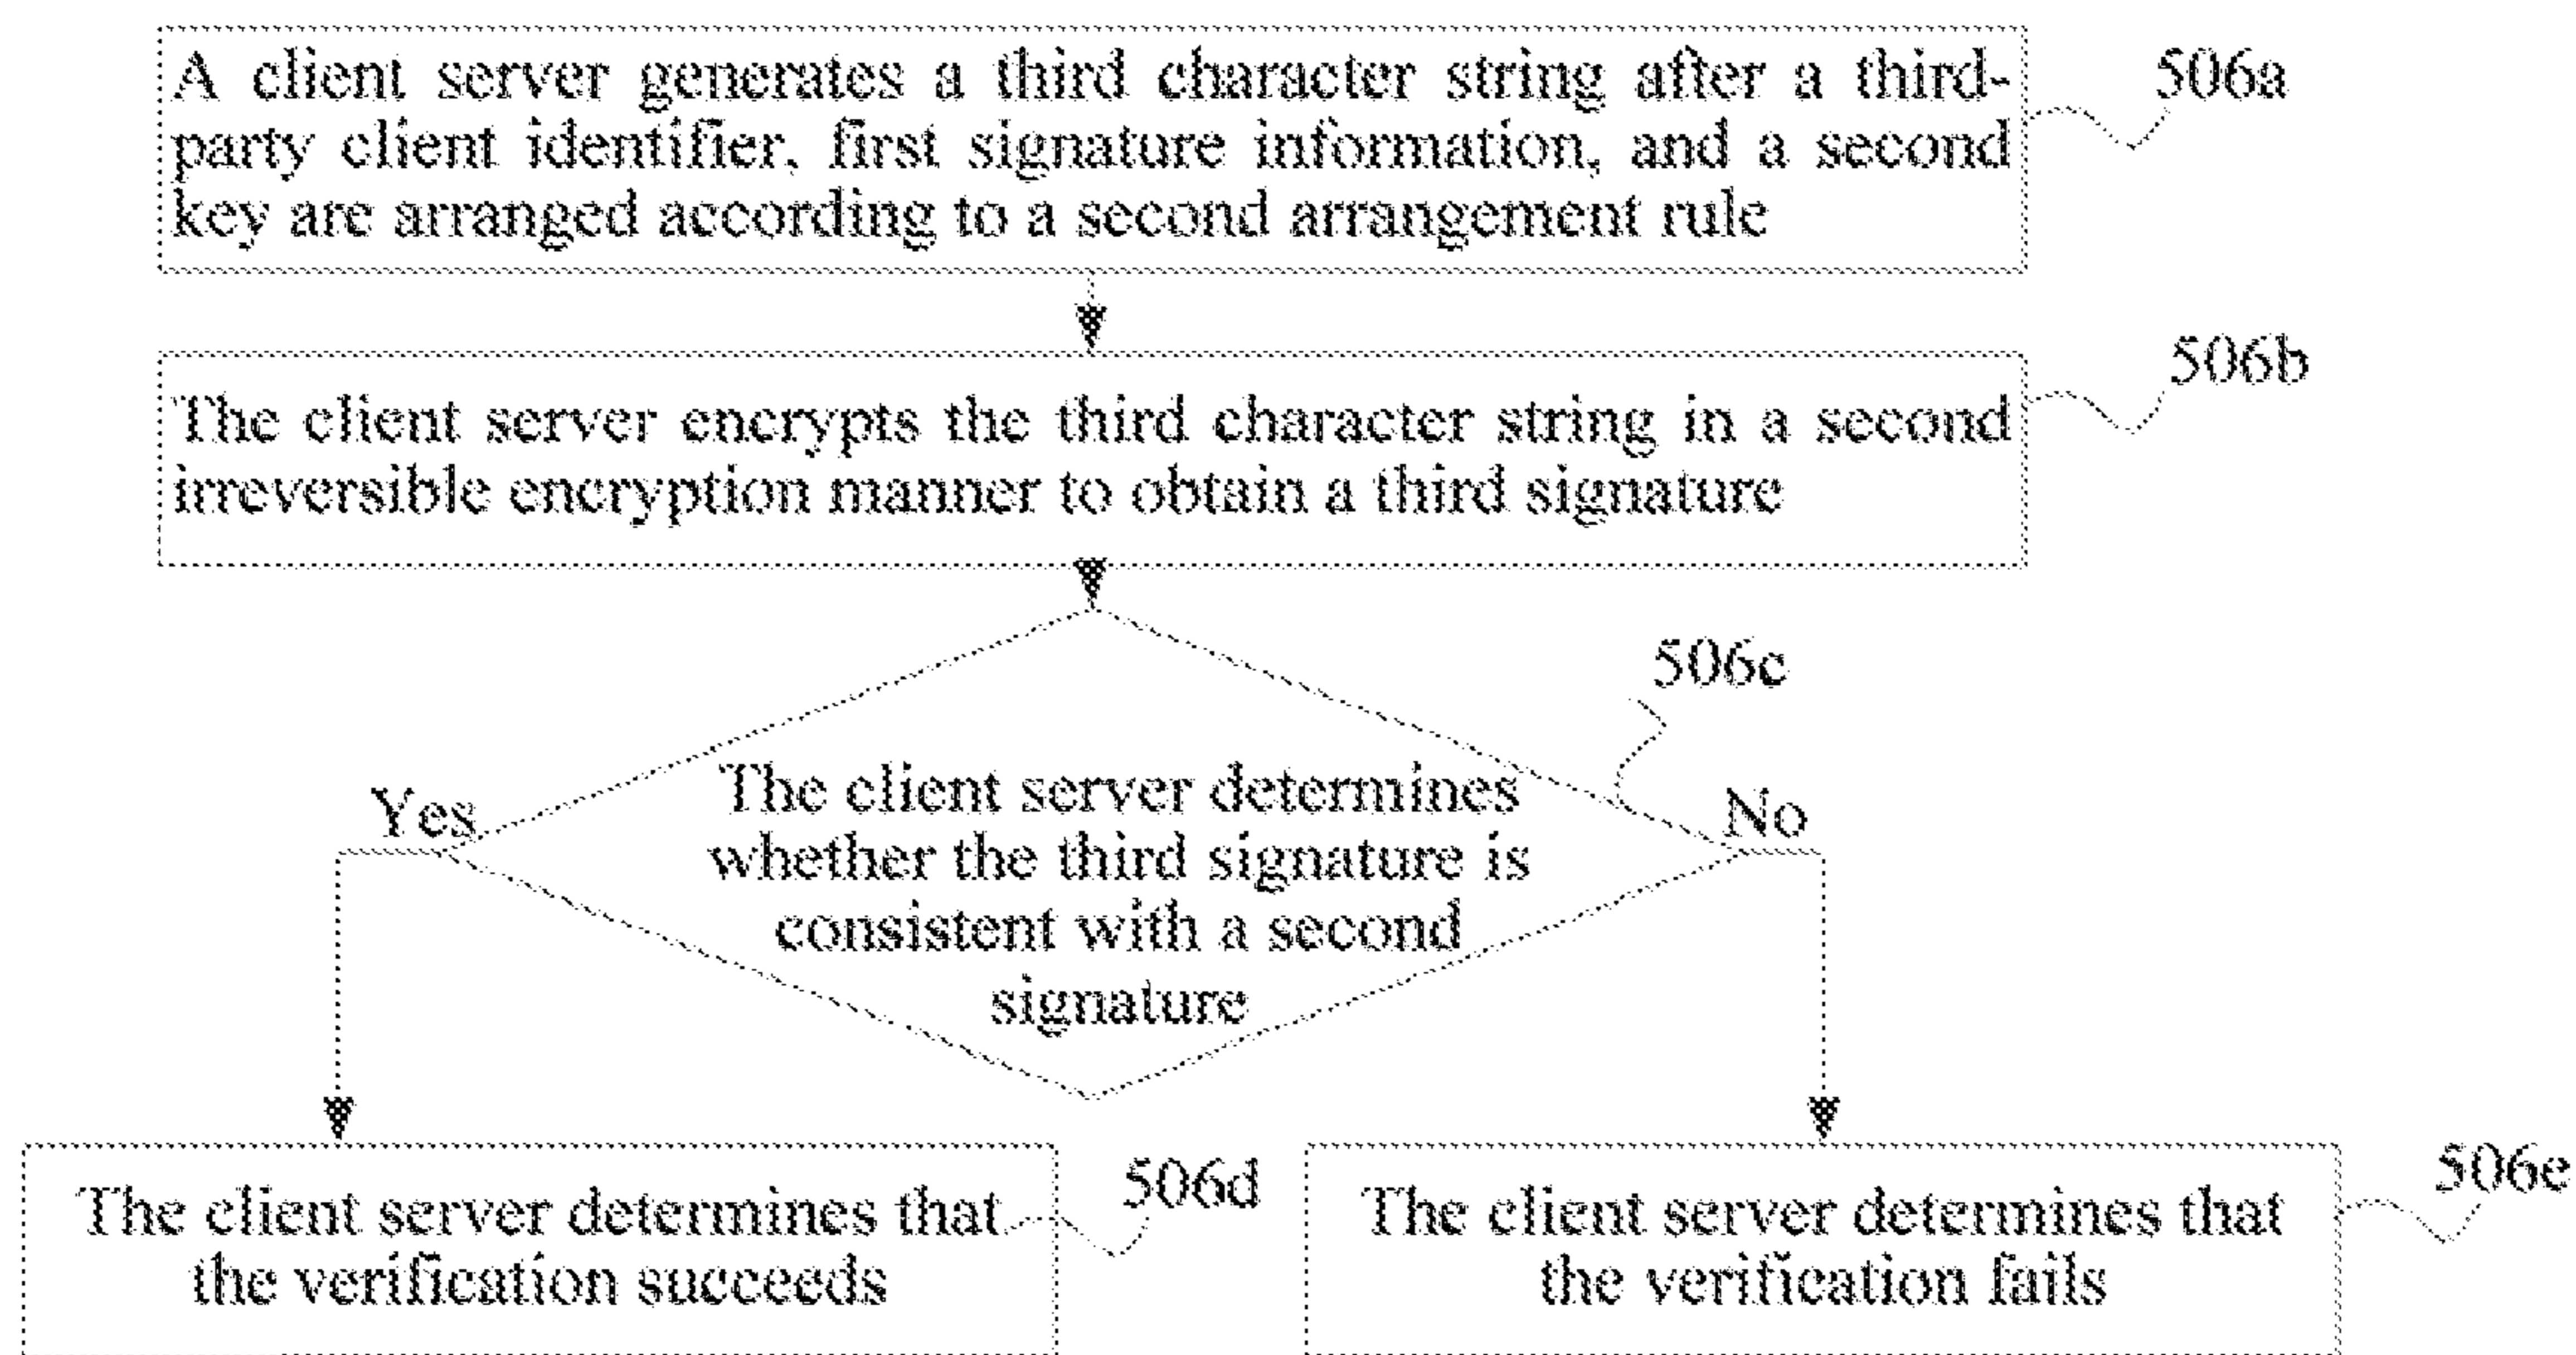 A client server generates a third character string after a third-
party client identifier, first signature information, and a second
key are arranged according to a second arrangement rule
506a
The client server encrypts the third character string in a second
irreversible encryption manner to obtain a third signature
506b
506c
The client server determines
whether the third signature is
consistent with a second
signature
Yes
No
The client server determines that
the verification succeeds
506d
The client server determines that
the verification fails
506e